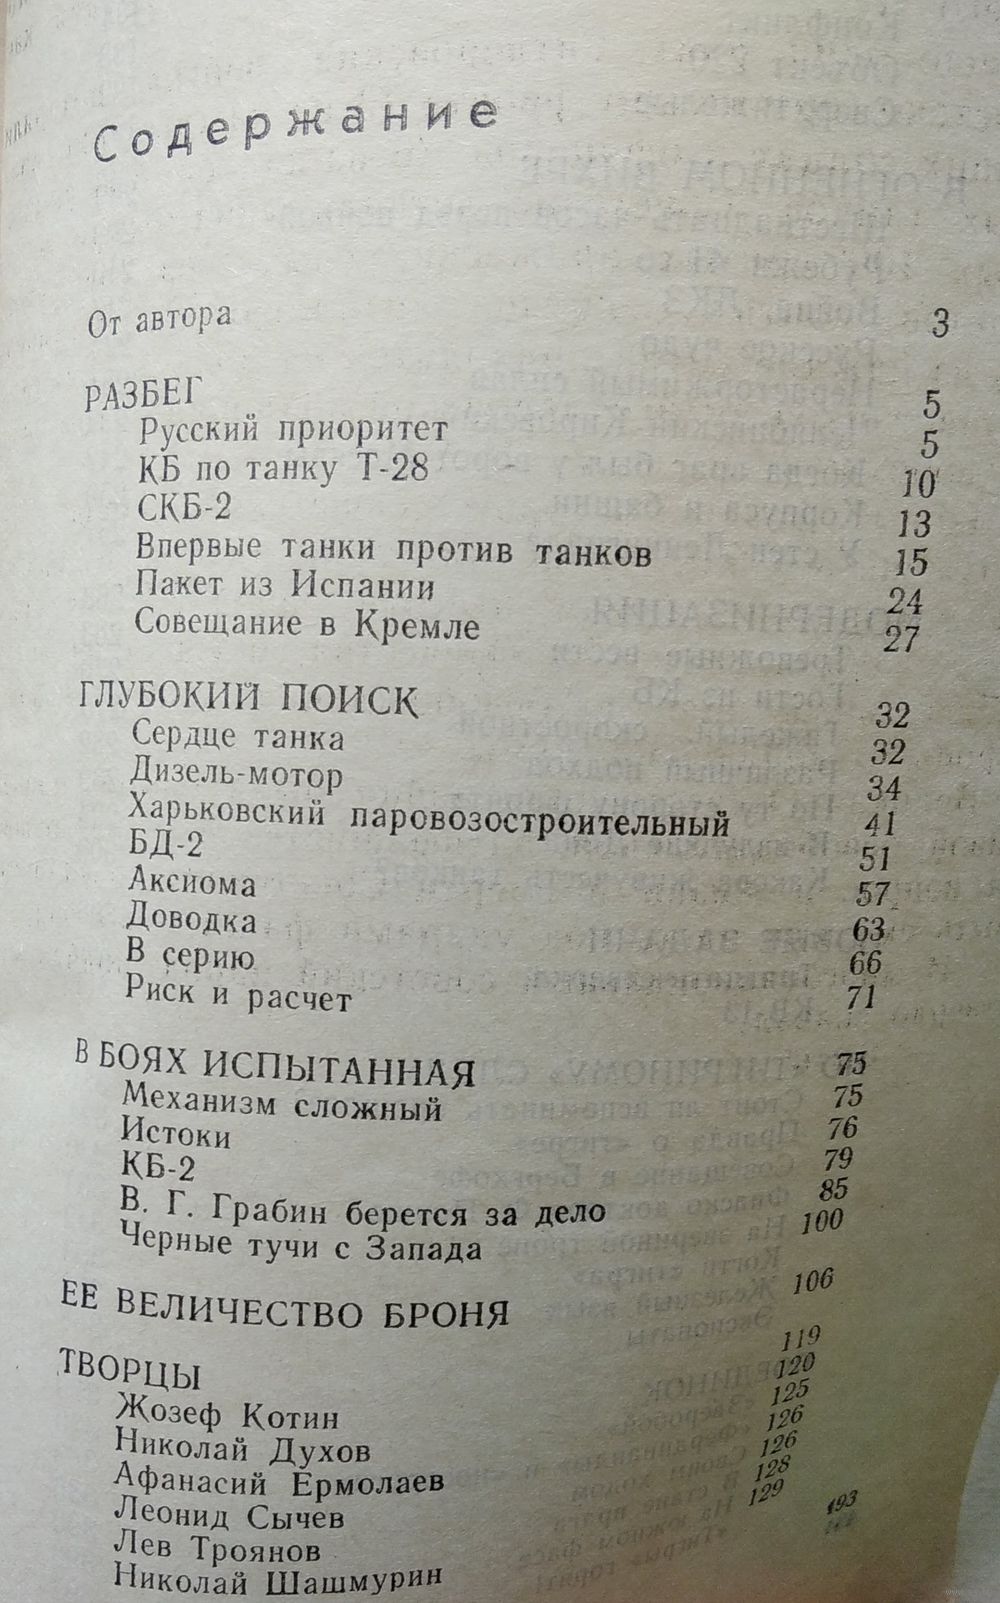 Содержание
От автора 3
РАЗБЕГ 5
Русский приоритет 5
КБ по танку Т-28 10
СКБ-2 13
Впервые танки против танков 15
Пакет из Испании 24
Совещание в Кремле 27
ГЛУБОКИЙ ПОИСК 32
Сердце танка 32
Дизель-мотор 34
Харьковский паровозостроительный 41
БД-2 51
Аксиома 57
Доводка 63
В серию 66
Риск и расчет 71
В БОЯХ ИСПЫТАННАЯ 75
Механизм сложный 75
Истоки 76
КБ-2 79
В. Г. Грабин берется за дело 85
Черные тучи с Запада 100
ЕЕ ВЕЛИЧЕСТВО БРОНЯ 106
ТВОРЦЫ 119
Жозеф Котин 120
Николай Духов 125
Афанасий Ермолаев 126
Леонид Сычев 126
Лев Троянов 128
Николай Шашмурин 129